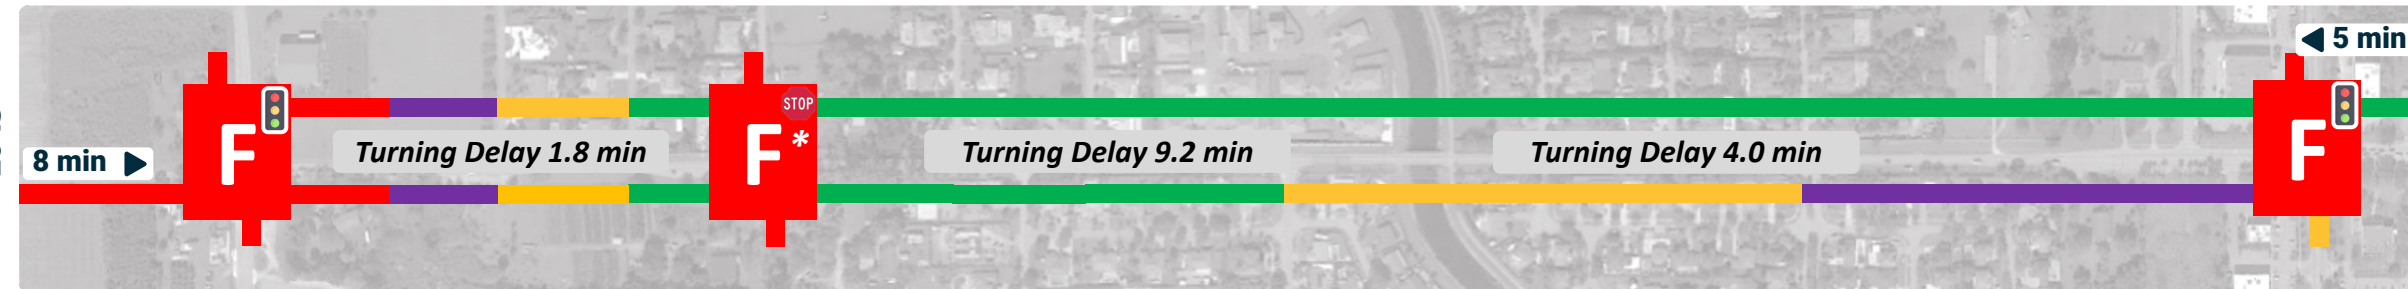 ◀ 5 min
F
STOP
F*
F
Turning Delay 1.8 min
Turning Delay 9.2 min
Turning Delay 4.0 min
8 min ▶